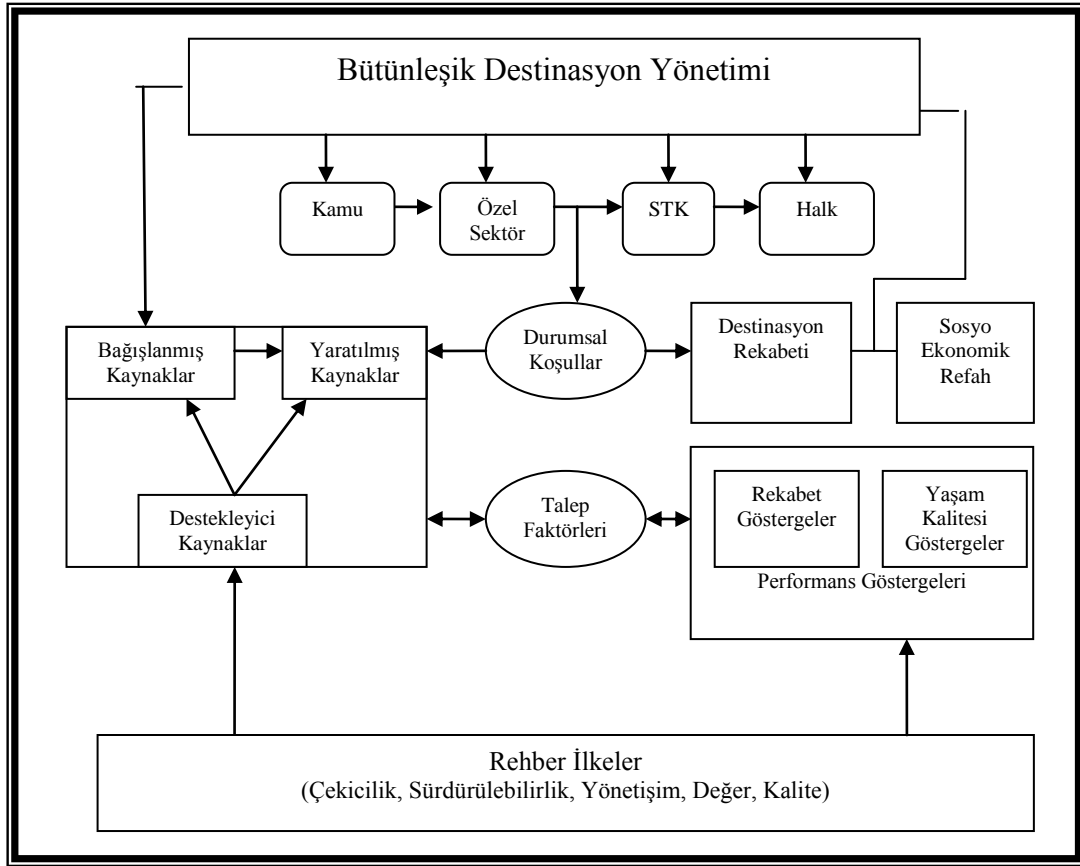 Bütünleşik Destinasyon Yönetimi
Kamu
Özel
Sektör
STK
Halk
Bağışlanmış
Kaynaklar
Yaratılmış
Kaynaklar
Durumsal
Koşullar
Destinasyon
Rekabeti
Sosyo
Ekonomik
Refah
Destekleyici
Kaynaklar
Talep
Faktörleri
Rekabet
Göstergeler
Yaşam
Kalitesi
Göstergeler
Performans Göstergeleri
Rehber İlkeler
(Çekicilik, Sürdürülebilirlik, Yönetişim, Değer, Kalite)